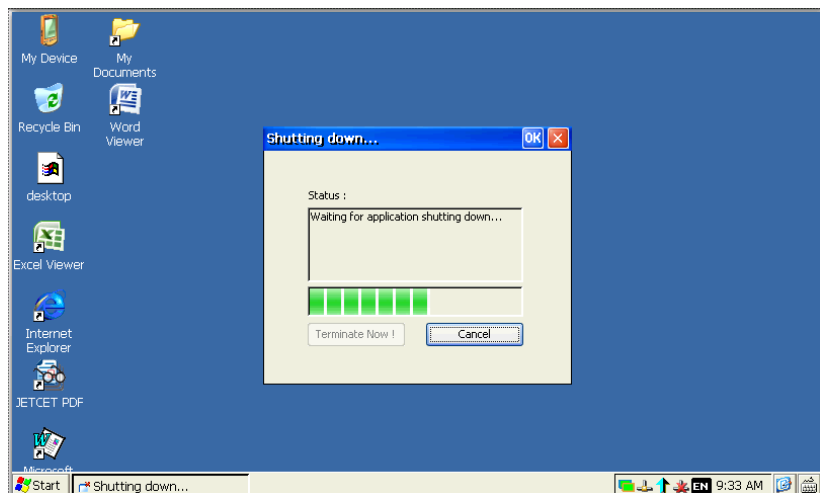 My Device
My
Documents
Recycle Bin
Word
Viewer
desktop
Excel Viewer
Internet
Explorer
JETCET PDF
Microsoft
Shutting down...
OK
Status :
Waiting for application shutting down...
Terminate Now !
Cancel
Start
Shutting down...
EN
9:33 AM